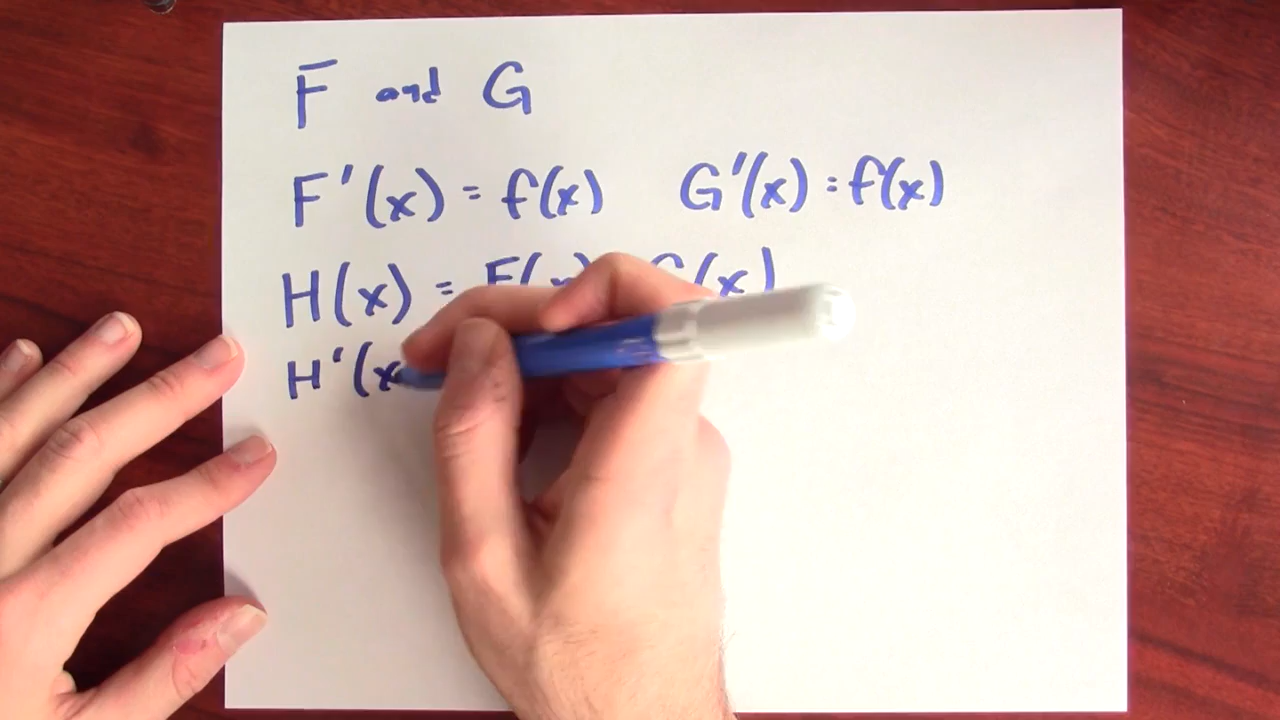 F and G
F'(x) = f(x) G'(x) = f(x)
H(x) = F(x) G(x)
H'(x